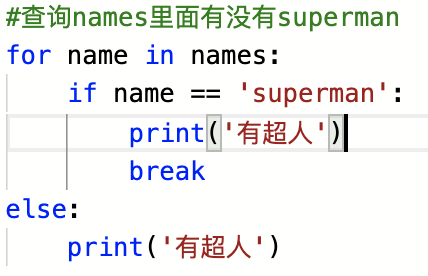 #查询names里面有没有superman
for name in names:
    if name == 'superman':
        print('有超人')
        break
else:
    print('有超人')